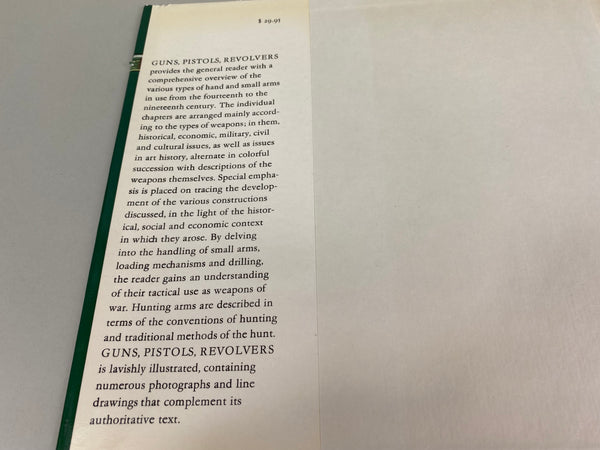 $ 29.95
GUNS, PISTOLS, REVOLVERS
provides the general reader with a
comprehensive overview of the
various types of hand and small arms
in use from the fourteenth to the
nineteenth century. The individual
chapters are arranged mainly accord-
ing to the types of weapons; in them,
historical, economic, military, civil
and cultural issues, as well as issues
in art history, alternate in colorful
succession with descriptions of the
weapons themselves. Special empha-
sis is placed on tracing the develop-
ment of the various constructions
discussed, in the light of the histor-
ical, social and economic context
in which they arose. By delving
into the handling of small arms,
loading mechanisms and drilling,
the reader gains an understanding
of their tactical use as weapons of
war. Hunting arms are described in
terms of the conventions of hunting
and traditional methods of the hunt.
GUNS, PISTOLS, REVOLVERS
is lavishly illustrated, containing
numerous photographs and line
drawings that complement its
authoritative text.